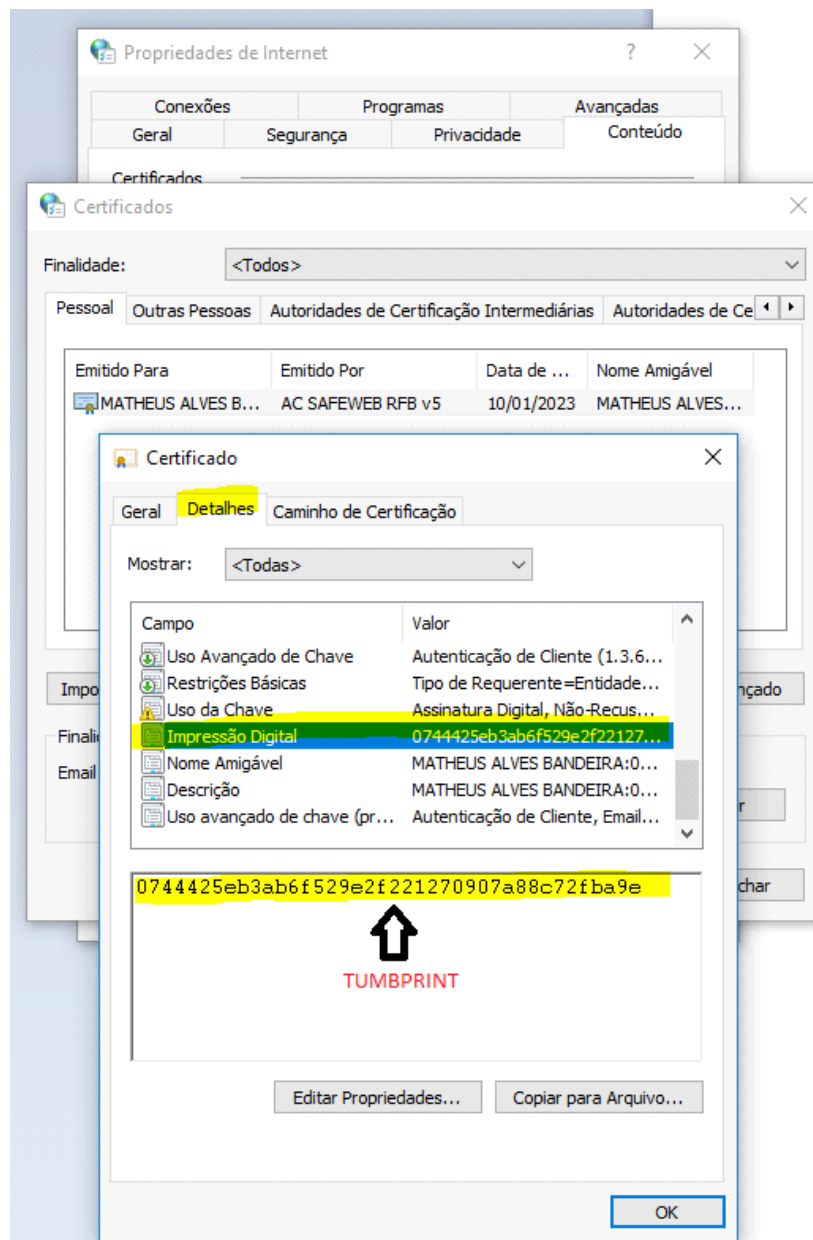 Propriedades de Internet
Conexões Programas Avançadas
Geral Segurança Privacidade Conteúdo
Certificados
Certificados
Finalidade: <Todos>
Pessoal Outras Pessoas Autoridades de Certificação Intermediárias Autoridades de Ce
Emitido Para Emitido Por Data de ... Nome Amigável
MATHEUS ALVES B... AC SAFEWEB RFB v5 10/01/2023 MATHEUS ALVES...
Certificado
Geral Detalhes Caminho de Certificação
Mostrar: <Todas>
Campo Valor
Uso Avançado de Chave Autenticação de Cliente (1.3.6...
Restrições Básicas Tipo de Requerente=Entidade...
Impo
nçado
Uso da Chave Assinatura Digital, Não-Recus...
Finali
Impressão Digital 0744425eb3ab6f529e2f22127...
Nome Amigável MATHEUS ALVES BANDEIRA:0...
Email
Descrição MATHEUS ALVES BANDEIRA:0...
r
Uso avançado de chave (pr... Autenticação de Cliente, Email...
0744425eb3ab6f529e2f221270907a88c72fba9e
char
TUMBPRINT
Editar Propriedades... Copiar para Arquivo...
OK